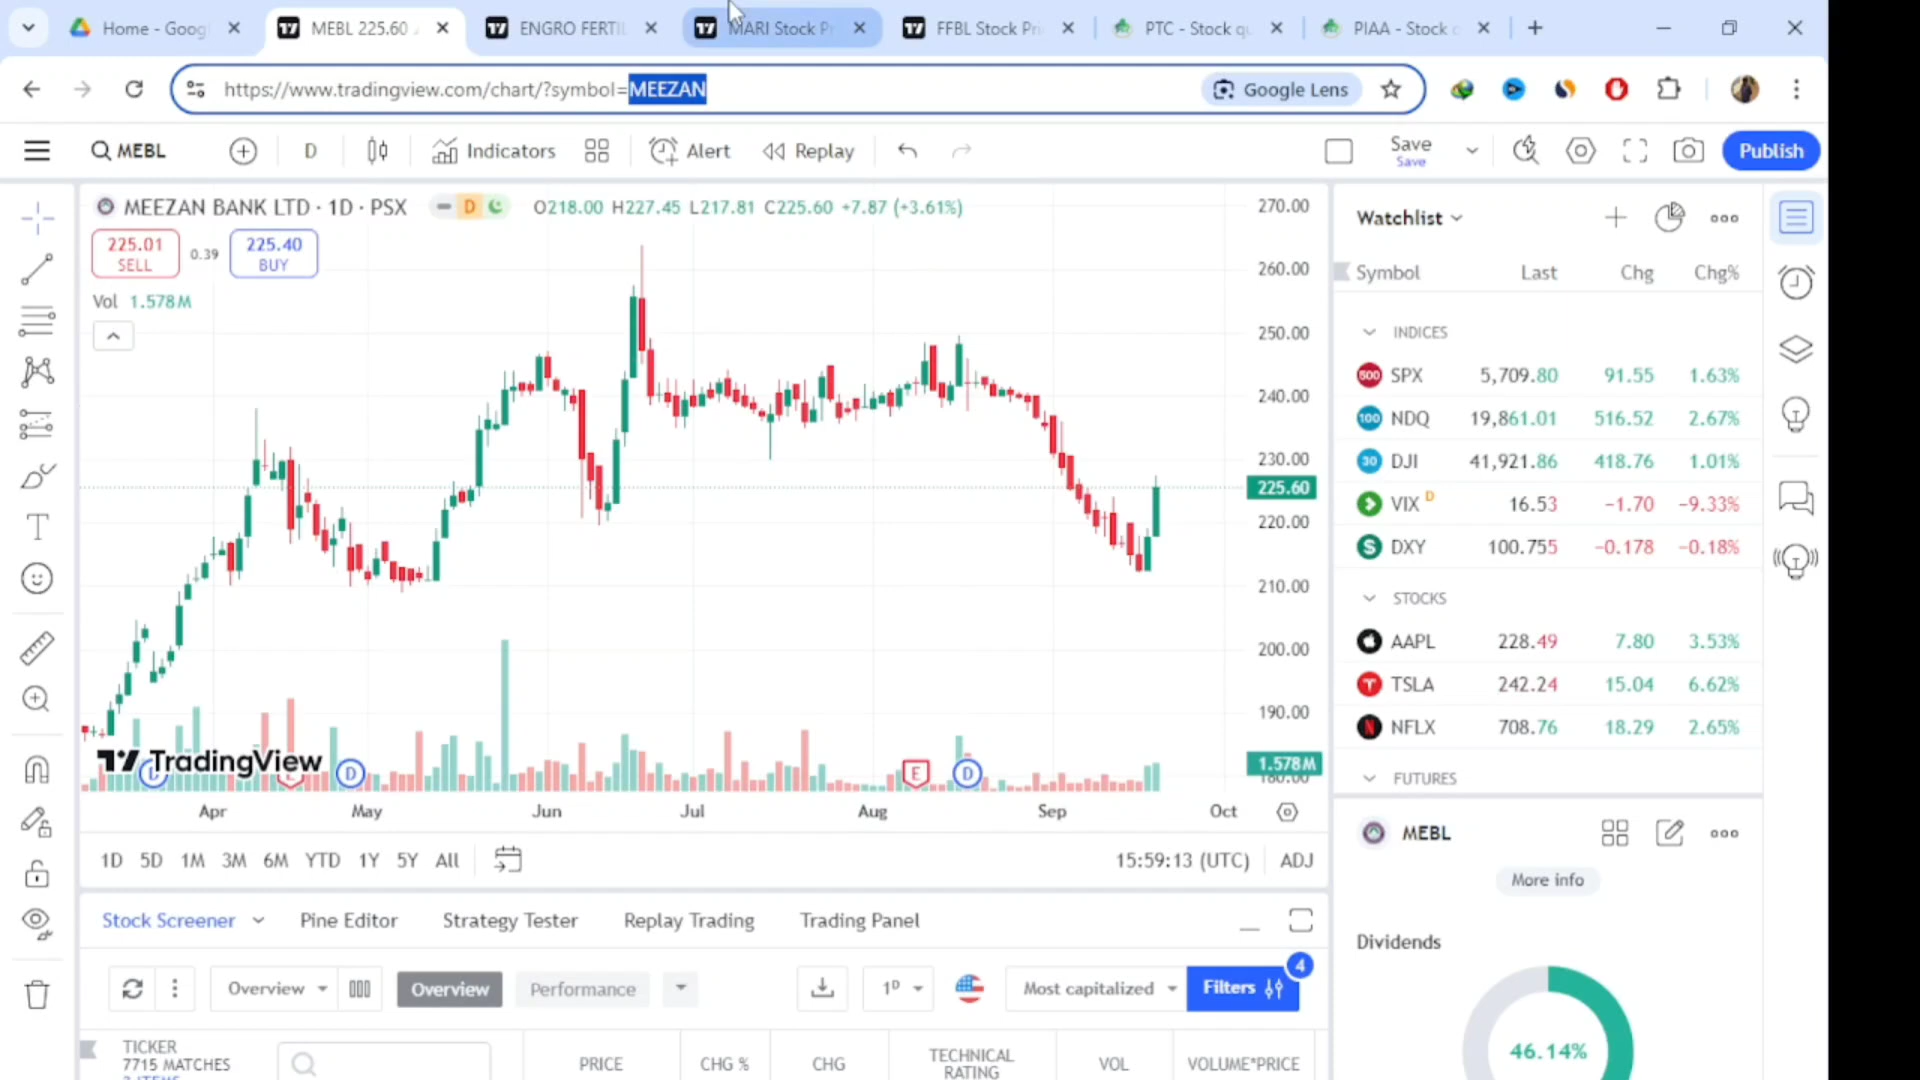 Home - Goog
MEBL 225.60
ENGRO FERTIL
MARI Stock P
FFBL Stock Pri
PTC - Stock q
PIAA - Stock
https://www.tradingview.com/chart/?symbol=MEEZAN
Google Lens
MEBL
D
Indicators
Alert
Replay
Save
Save
Publish
MEEZAN BANK LTD · 1D · PSX
D
O218.00 H227.45 L217.81 C225.60 +7.87 (+3.61%)
225.01
SELL
0.39
225.40
BUY
Vol 1.578M
270.00
260.00
250.00
240.00
230.00
225.60
220.00
210.00
200.00
190.00
1.578M
180.00
TradingView
D
E
D
E
D
Apr
May
Jun
Jul
Aug
Sep
Oct
1D 5D 1M 3M 6M YTD 1Y 5Y All
15:59:13 (UTC)
ADJ
Stock Screener
Pine Editor
Strategy Tester
Replay Trading
Trading Panel
Overview
Overview
Performance
1D
Most capitalized
Filters
4
TICKER
7715 MATCHES
PRICE
CHG %
CHG
TECHNICAL
RATING
VOL
VOLUME*PRICE
Watchlist
Symbol Last Chg Chg%
INDICES
500 SPX 5,709.80 91.55 1.63%
100 NDQ 19,861.01 516.52 2.67%
30 DJI 41,921.86 418.76 1.01%
VIX D 16.53 −1.70 −9.33%
$ DXY 100.755 −0.178 −0.18%
STOCKS
AAPL 228.49 7.80 3.53%
TSLA 242.24 15.04 6.62%
NFLX 708.76 18.29 2.65%
FUTURES
MEBL
More info
Dividends
46.14%